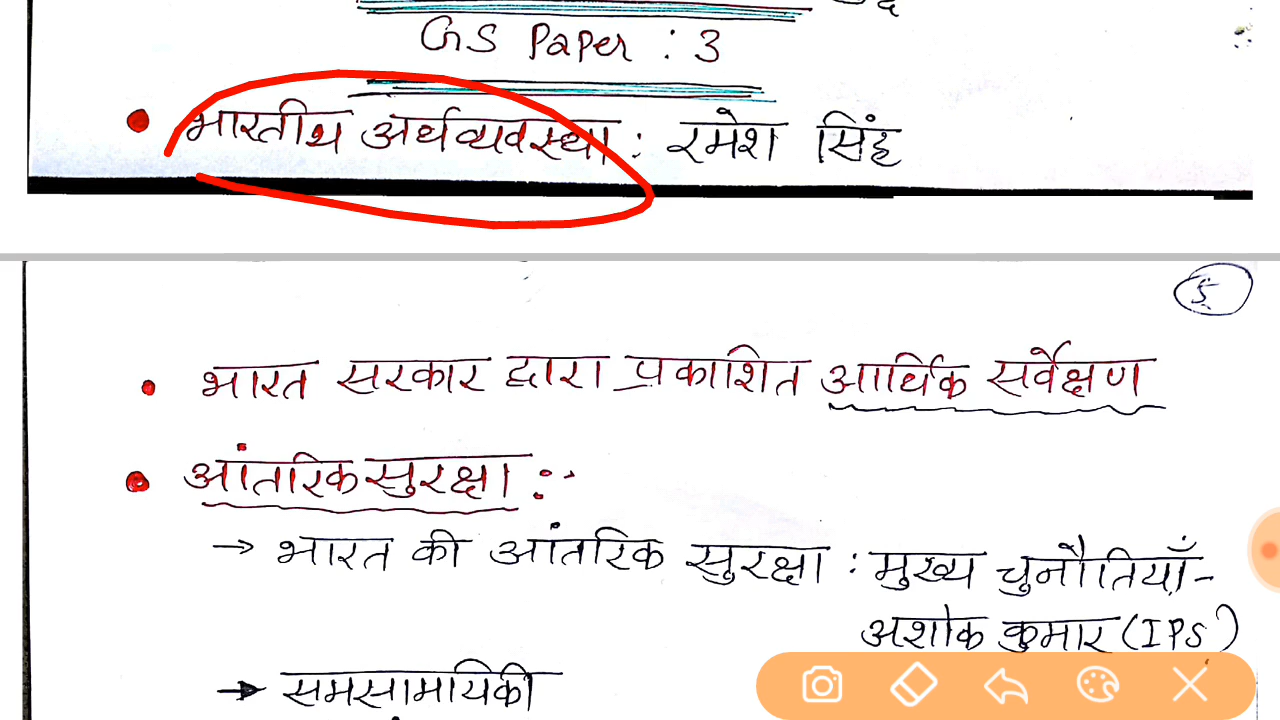 GS Paper : 3
• भारतीय अर्थव्यवस्था : रमेश सिंह
5
• भारत सरकार द्वारा प्रकाशित आर्थिक सर्वेक्षण
• आंतरिक सुरक्षा :-
→ भारत की आंतरिक सुरक्षा : मुख्य चुनौतियाँ -
अशोक कुमार (IPS)
→ समसामायिकी